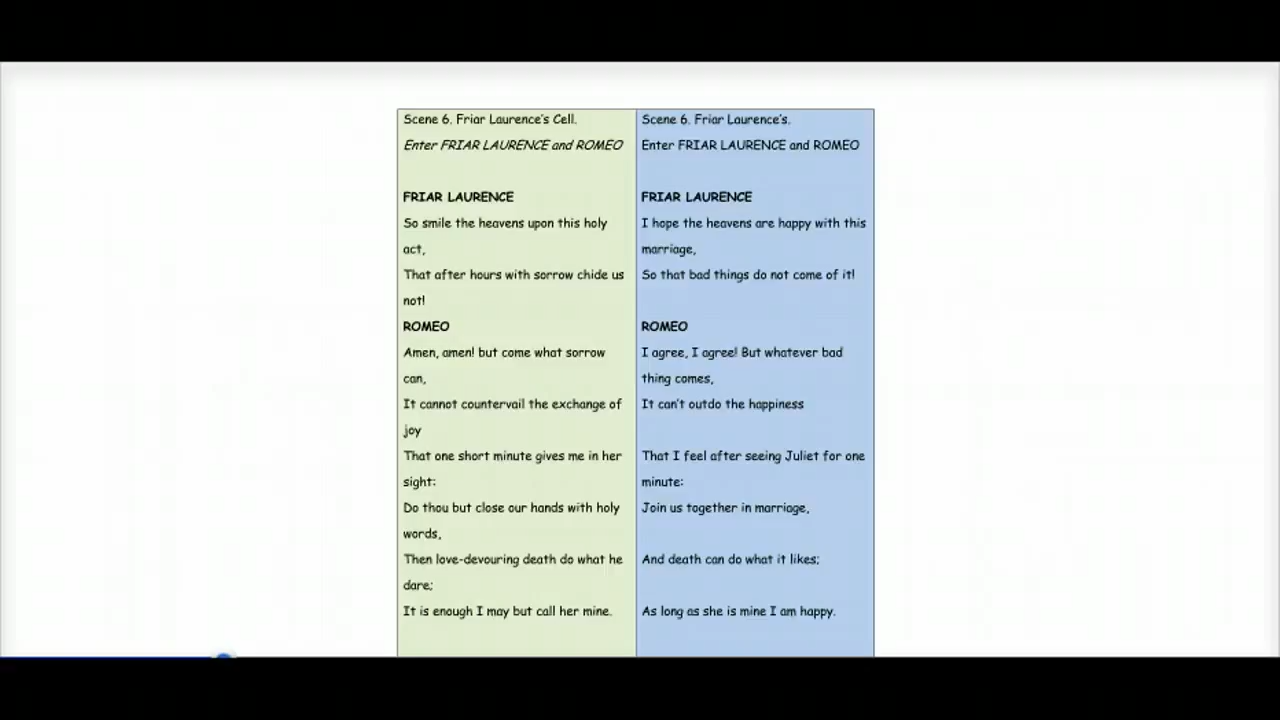 Scene 6. Friar Laurence's Cell.
Enter FRIAR LAURENCE and ROMEO
FRIAR LAURENCE
So smile the heavens upon this holy
act,
That after hours with sorrow chide us
not!
ROMEO
Amen, amen! but come what sorrow
can,
It cannot countervail the exchange of
joy
That one short minute gives me in her
sight:
Do thou but close our hands with holy
words,
Then love-devouring death do what he
dare;
It is enough I may but call her mine.
Scene 6. Friar Laurence's.
Enter FRIAR LAURENCE and ROMEO
FRIAR LAURENCE
I hope the heavens are happy with this
marriage,
So that bad things do not come of it!
ROMEO
I agree, I agree! But whatever bad
thing comes,
It can't outdo the happiness
That I feel after seeing Juliet for one
minute:
Join us together in marriage,
And death can do what it likes;
As long as she is mine I am happy.